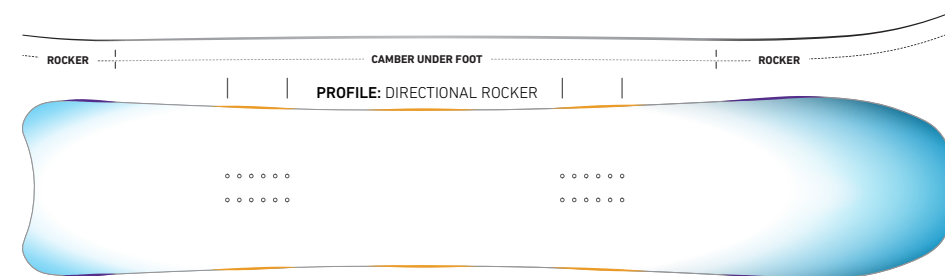 ROCKER CAMBER UNDER FOOT ROCKER
PROFILE: DIRECTIONAL ROCKER